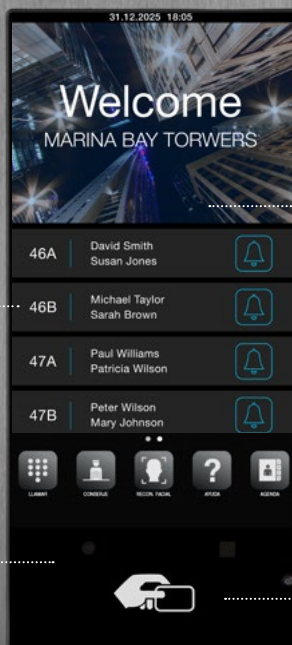 31.12.2025 18:05
Welcome
MARINA BAY TORWERS
46A
David Smith
Susan Jones
46B
Michael Taylor
Sarah Brown
47A
Paul Williams
Patricia Wilson
47B
Peter Wilson
Mary Johnson
LLAMAR
CONSERJE
RECON. FACIAL
?
AYUDA
AGENDA